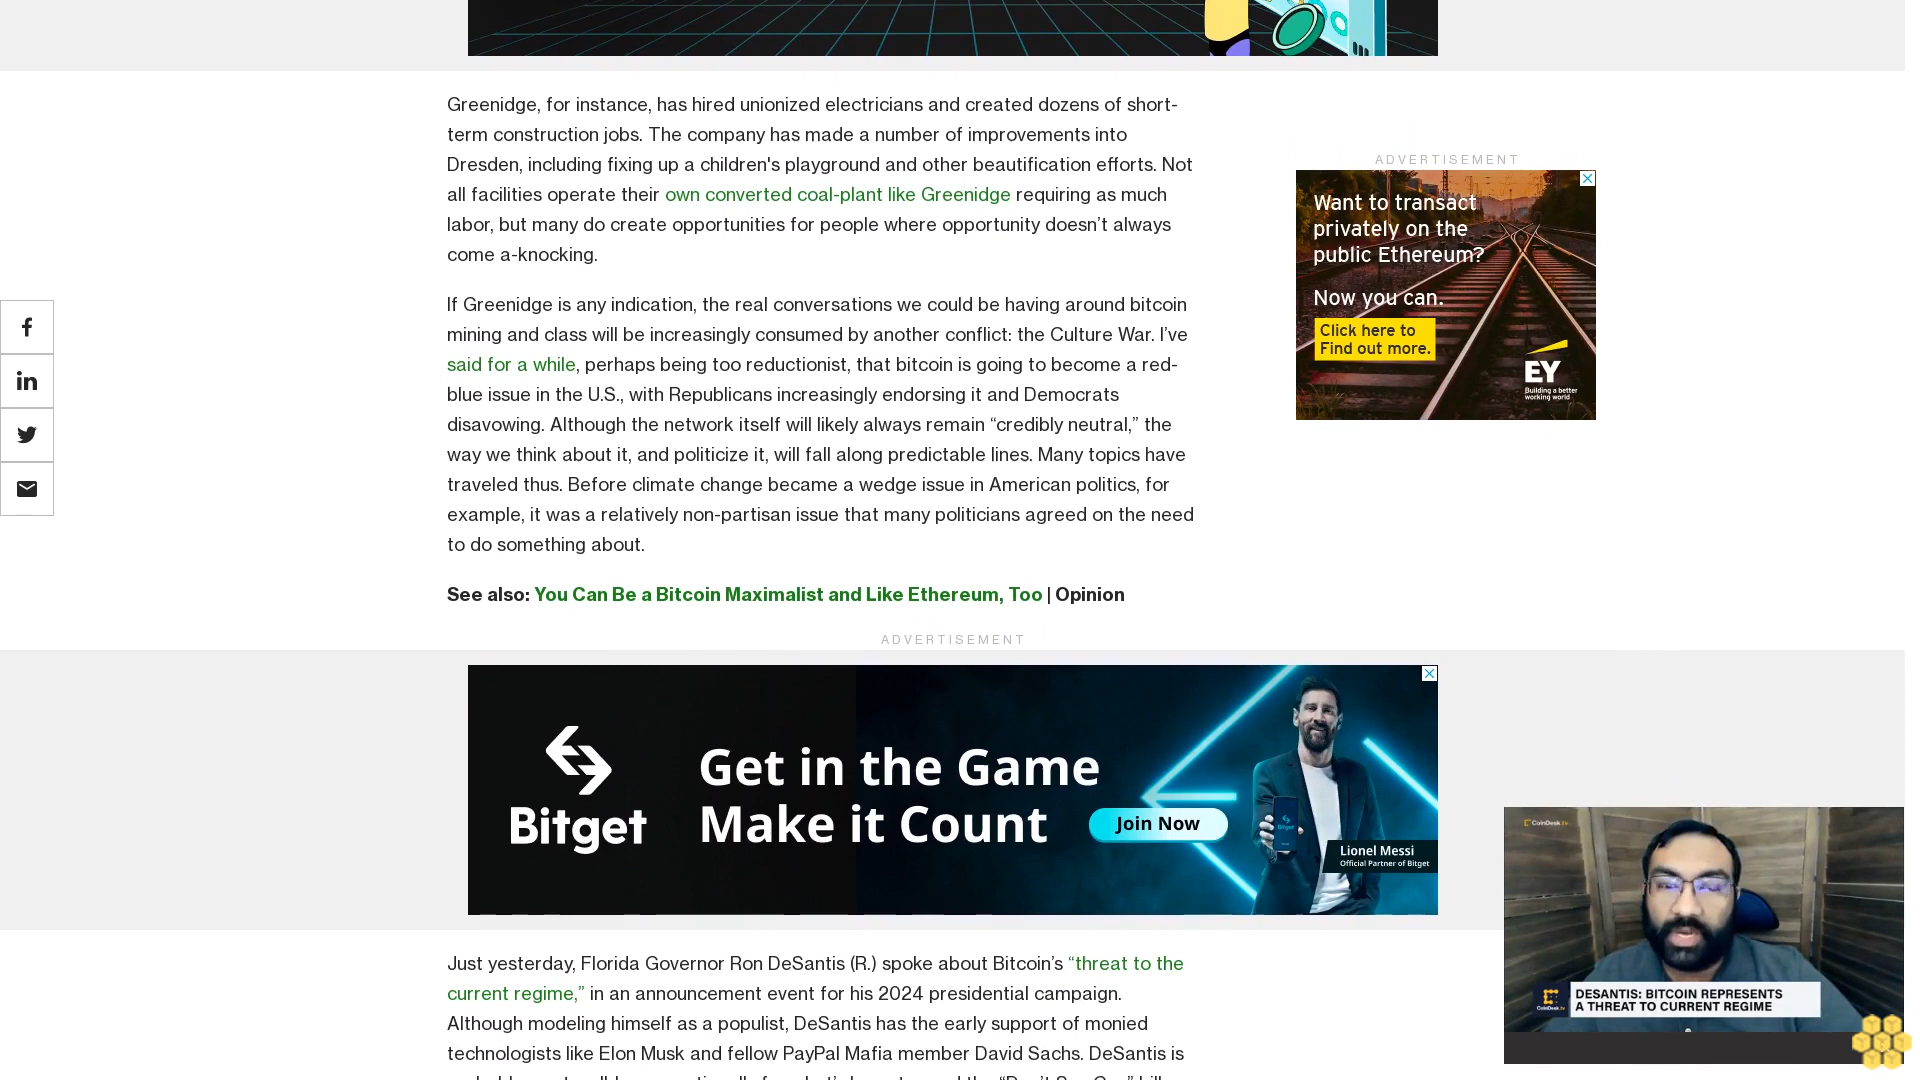 Greenidge, for instance, has hired unionized electricians and created dozens of short-
term construction jobs. The company has made a number of improvements into
Dresden, including fixing up a children's playground and other beautification efforts. Not
all facilities operate their own converted coal-plant like Greenidge requiring as much
labor, but many do create opportunities for people where opportunity doesn’t always
come a-knocking.
If Greenidge is any indication, the real conversations we could be having around bitcoin
mining and class will be increasingly consumed by another conflict: the Culture War. I’ve
said for a while, perhaps being too reductionist, that bitcoin is going to become a red-
blue issue in the U.S., with Republicans increasingly endorsing it and Democrats
disavowing. Although the network itself will likely always remain “credibly neutral,” the
way we think about it, and politicize it, will fall along predictable lines. Many topics have
traveled thus. Before climate change became a wedge issue in American politics, for
example, it was a relatively non-partisan issue that many politicians agreed on the need
to do something about.
See also: You Can Be a Bitcoin Maximalist and Like Ethereum, Too | Opinion
ADVERTISEMENT
Want to transact
privately on the
public Ethereum?
Now you can.
Click here to
Find out more.
EY
Building a better
working world
ADVERTISEMENT
Bitget
Get in the Game
Make it Count
Join Now
Bitget
Lionel Messi
Official Partner of Bitget
Just yesterday, Florida Governor Ron DeSantis (R.) spoke about Bitcoin’s “threat to the
current regime,” in an announcement event for his 2024 presidential campaign.
Although modeling himself as a populist, DeSantis has the early support of monied
technologists like Elon Musk and fellow PayPal Mafia member David Sachs. DeSantis is
CoinDesk.tv
CoinDesk.tv
DESANTIS: BITCOIN REPRESENTS
A THREAT TO CURRENT REGIME